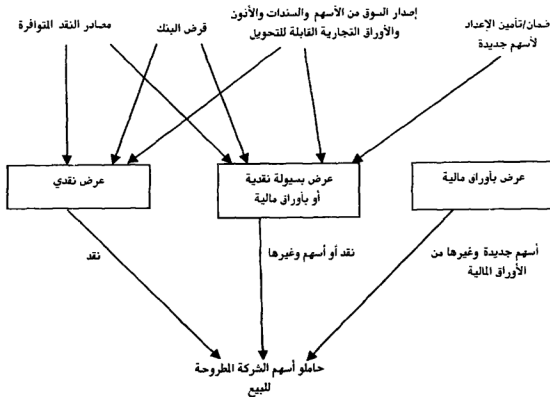 ضمان/تأمين الإعداد
لأسهم جديدة
إصدار السوق من الأسهم والسندات والأذون
والأوراق التجارية القابلة للتحويل
قرض البنك
مصادر النقد المتوافرة
عرض بأوراق مالية
عرض بسيولة نقدية
أو بأوراق مالية
عرض نقدي
أسهم جديدة وغيرها من
الأوراق المالية
نقد أو أسهم وغيرها
نقد
حاملو أسهم الشركة المطروحة
للبيع